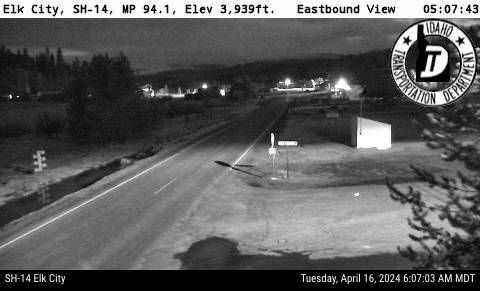 Elk City, SH-14, MP 94.1, Elev 3,939ft. Eastbound View 05:07:43
IDAHO
TRANSPORTATION DEPARTMENT
SH-14 Elk City Tuesday, April 16, 2024 6:07:03 AM MDT